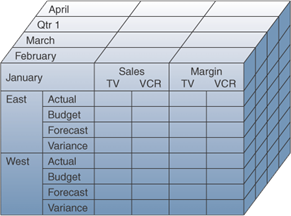 April
Qtr 1
March
February
January Sales Margin
TV VCR TV VCR
East Actual
Budget
Forecast
Variance
West Actual
Budget
Forecast
Variance